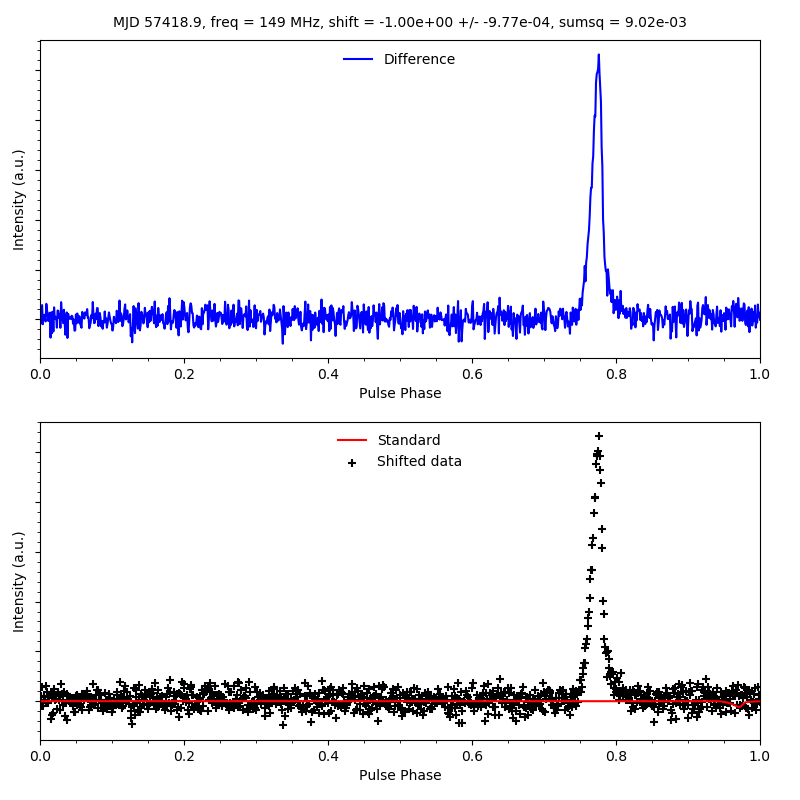 MJD 57418.9, freq = 149 MHz, shift = -1.00e+00 +/- -9.77e-04, sumsq = 9.02e-03
Difference
Intensity (a.u.)
0.0 0.2 0.4 0.6 0.8 1.0
Pulse Phase
Standard
Shifted data
Intensity (a.u.)
0.0 0.2 0.4 0.6 0.8 1.0
Pulse Phase